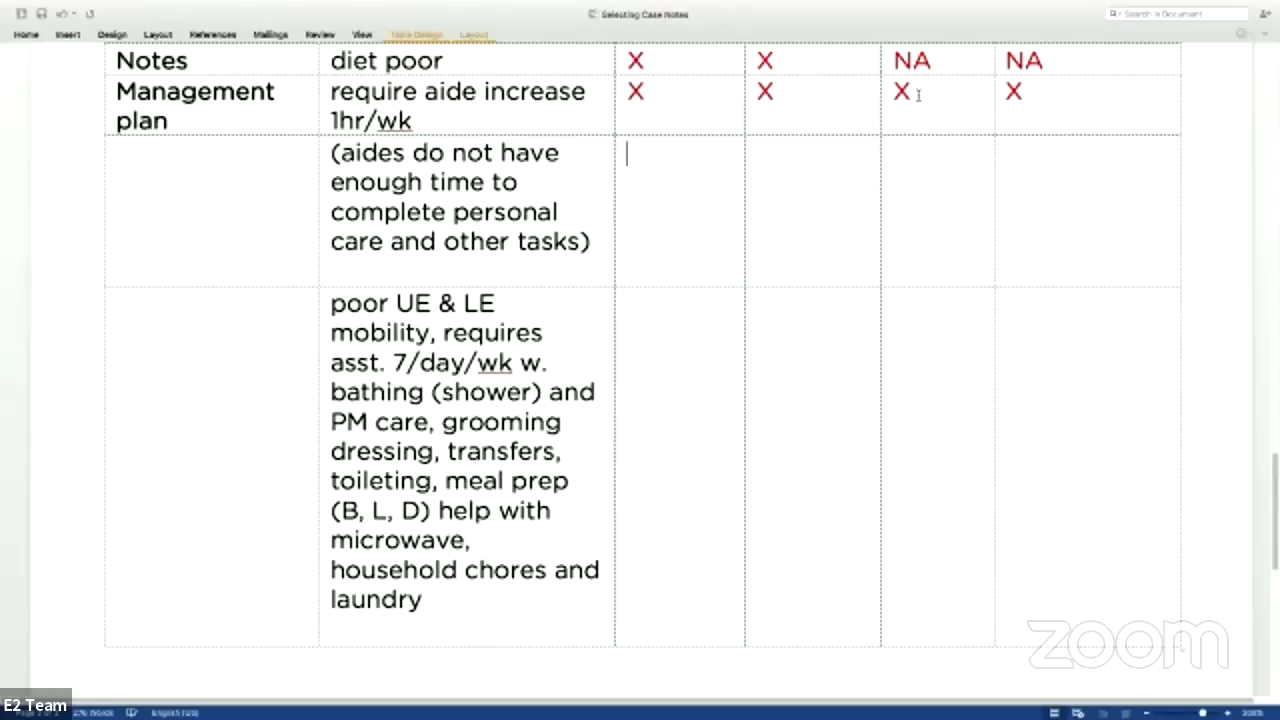 Selecting Case Notes
Search in Document
Home Insert Design Layout References Mailings Review View Table Design Layout
Notes diet poor X X NA NA
Management require aide increase X X X X
plan 1hr/wk
(aides do not have
enough time to
complete personal
care and other tasks)
poor UE & LE
mobility, requires
asst. 7/day/wk w.
bathing (shower) and
PM care, grooming
dressing, transfers,
toileting, meal prep
(B, L, D) help with
microwave,
household chores and
laundry
zoom
E2 Team